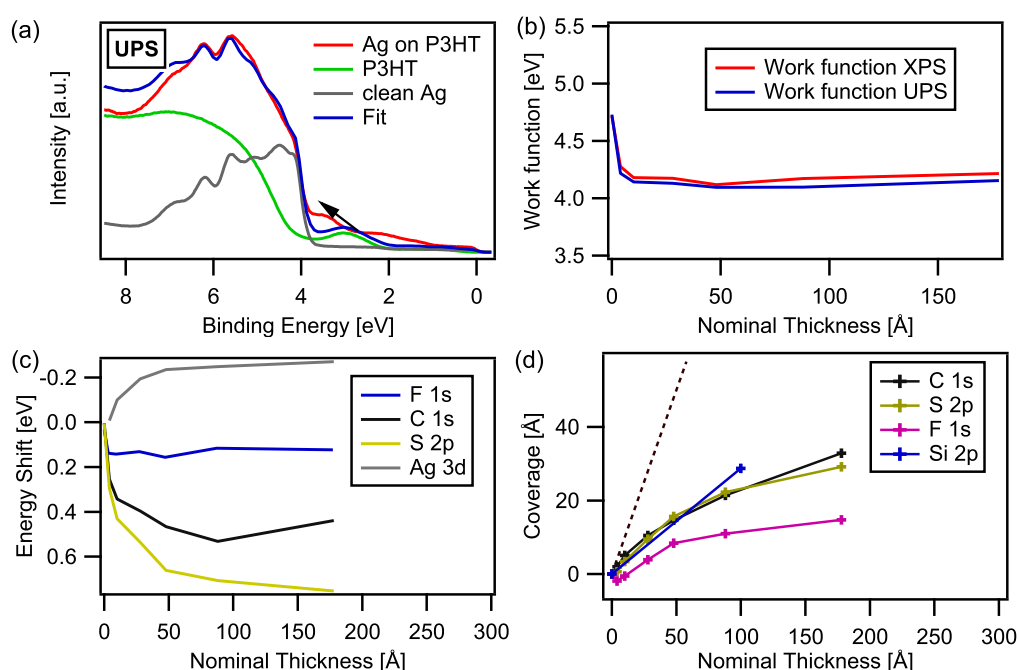 (a)
UPS
Ag on P3HT
P3HT
clean Ag
Fit
Intensity [a.u.]
8 6 4 2 0
Binding Energy [eV]
(b)
5.5
5.0
4.5
4.0
3.5
Work function [eV]
Work function XPS
Work function UPS
0 50 100 150
Nominal Thickness [Å]
(c)
-0.2
0.0
0.2
0.4
0.6
Energy Shift [eV]
F 1s
C 1s
S 2p
Ag 3d
0 50 100 150 200 250 300
Nominal Thickness [Å]
(d)
40
20
0
Coverage [Å]
C 1s
S 2p
F 1s
Si 2p
0 50 100 150 200 250 300
Nominal Thickness [Å]